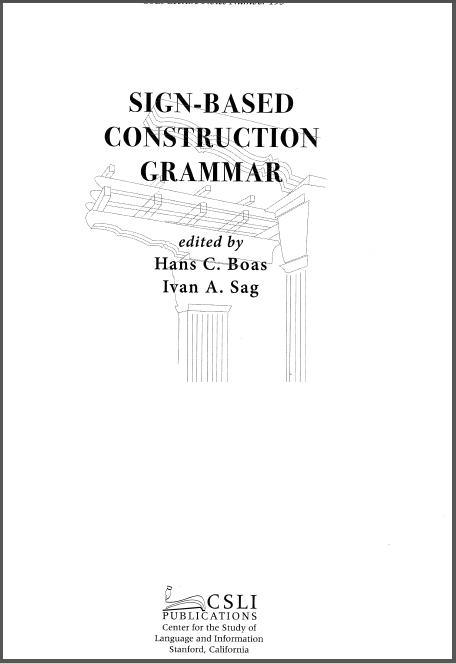 SIGN-BASED
CONSTRUCTION
GRAMMAR
edited by
Hans C. Boas
Ivan A. Sag
CSLI
PUBLICATIONS
Center for the Study of
Language and Information
Stanford, California